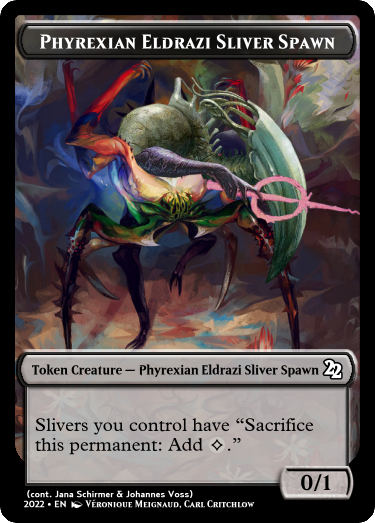 PHYREXIAN ELDRAZI SLIVER SPAWN
Token Creature — Phyrexian Eldrazi Sliver Spawn
22
Slivers you control have “Sacrifice
this permanent: Add ◇.”
0/1
(cont. Jana Schirmer & Johannes Voss)
2022 • EN VÉRONIQUE MEIGNAUD, CARL CRITCHLOW